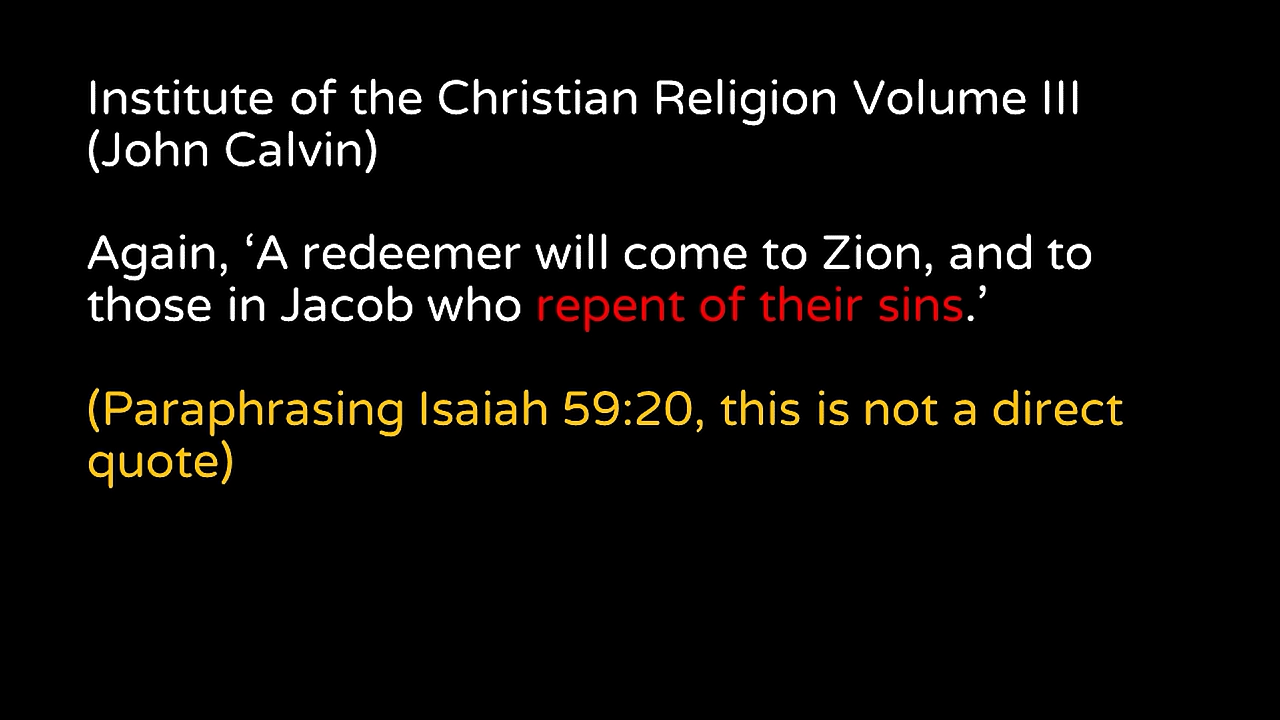 Institute of the Christian Religion Volume III
(John Calvin)
Again, ‘A redeemer will come to Zion, and to
those in Jacob who repent of their sins.’
(Paraphrasing Isaiah 59:20, this is not a direct
quote)